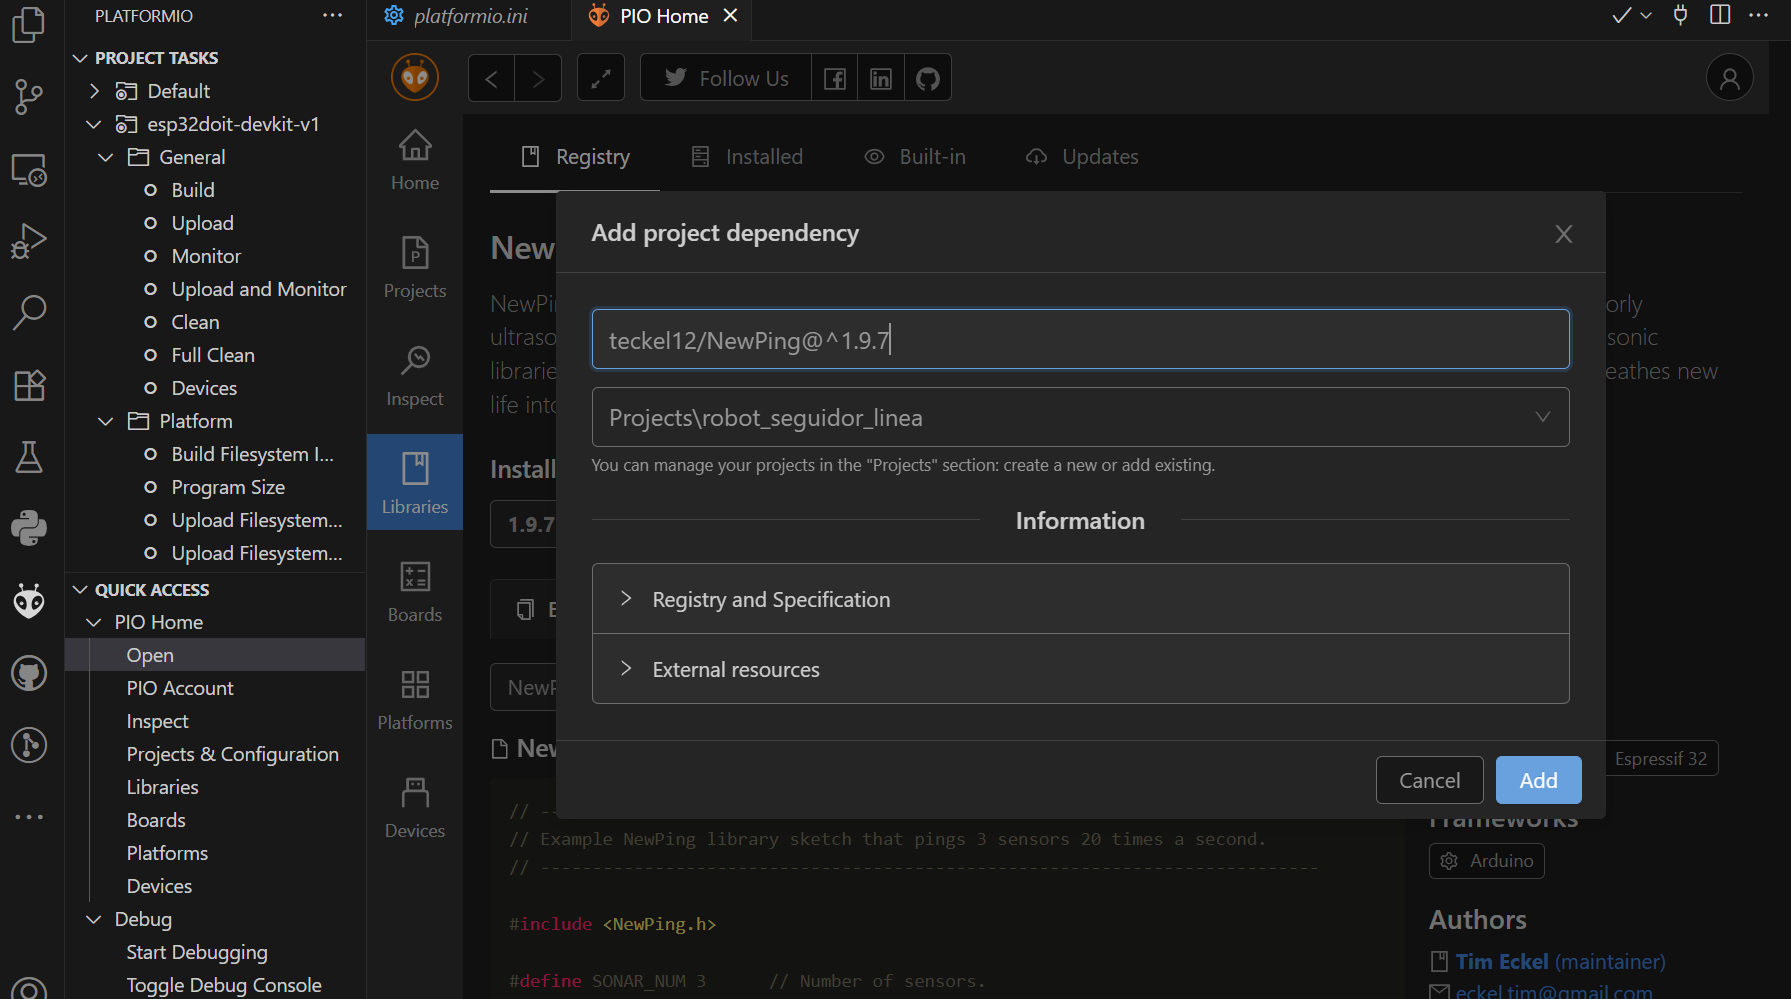 PLATFORMIO
PROJECT TASKS
Default
esp32doit-devkit-v1
General
Build
Upload
Monitor
Upload and Monitor
Clean
Full Clean
Devices
Platform
Build Filesystem I...
Program Size
Upload Filesystem...
Upload Filesystem...
QUICK ACCESS
PIO Home
Open
PIO Account
Inspect
Projects & Configuration
Libraries
Boards
Platforms
Devices
Debug
Start Debugging
Toggle Debug Console
platformio.ini
PIO Home
Follow Us
Home
Projects
Inspect
Libraries
Boards
Platforms
Devices
Registry
Installed
Built-in
Updates
Add project dependency
teckel12/NewPing@^1.9.7
Projects\robot_seguidor_linea
You can manage your projects in the "Projects" section: create a new or add existing.
Information
Registry and Specification
External resources
Cancel
Add
New
NewPi
orly
ultraso
sonic
librarie
eathes new
life into
Install
1.9.7
E
NewP
New
Espressif 32
// --
// Example NewPing library sketch that pings 3 sensors 20 times a second.
// ---------------------------------------------------------------------------
#include <NewPing.h>
#define SONAR_NUM 3 // Number of sensors.
Frameworks
Arduino
Authors
Tim Eckel (maintainer)
eckel.tim@gmail.com